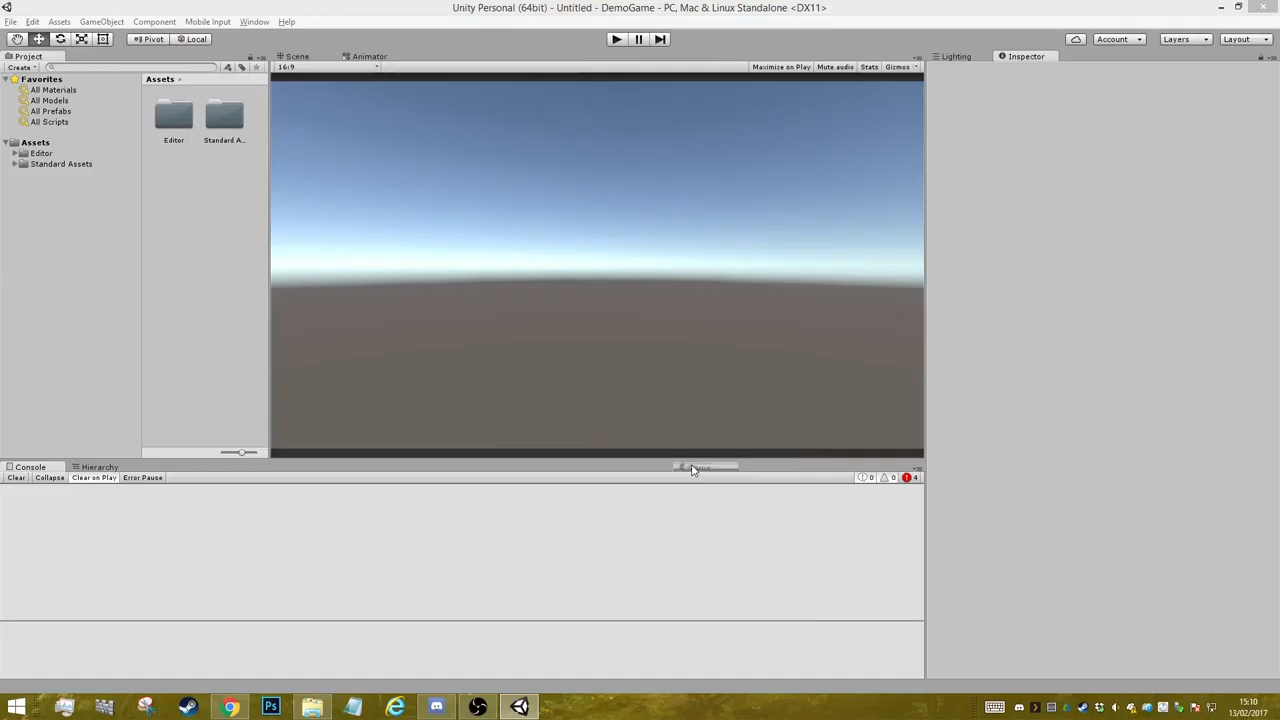 Unity Personal (64bit) - Untitled - DemoGame - PC, Mac & Linux Standalone <DX11>
File Edit Assets GameObject Component Mobile Input Window Help
Pivot Local Account Layers Layout
Project Scene Animator Lighting Inspector
Create Assets 16:9 Maximize on Play Mute audio Stats Gizmos
Favorites
All Materials
All Models
All Prefabs
All Scripts
Editor Standard A...
Assets
Editor
Standard Assets
Console Hierarchy
Clear Collapse Clear on Play Error Pause 0 0 4
15:10
13/02/2017
Ps